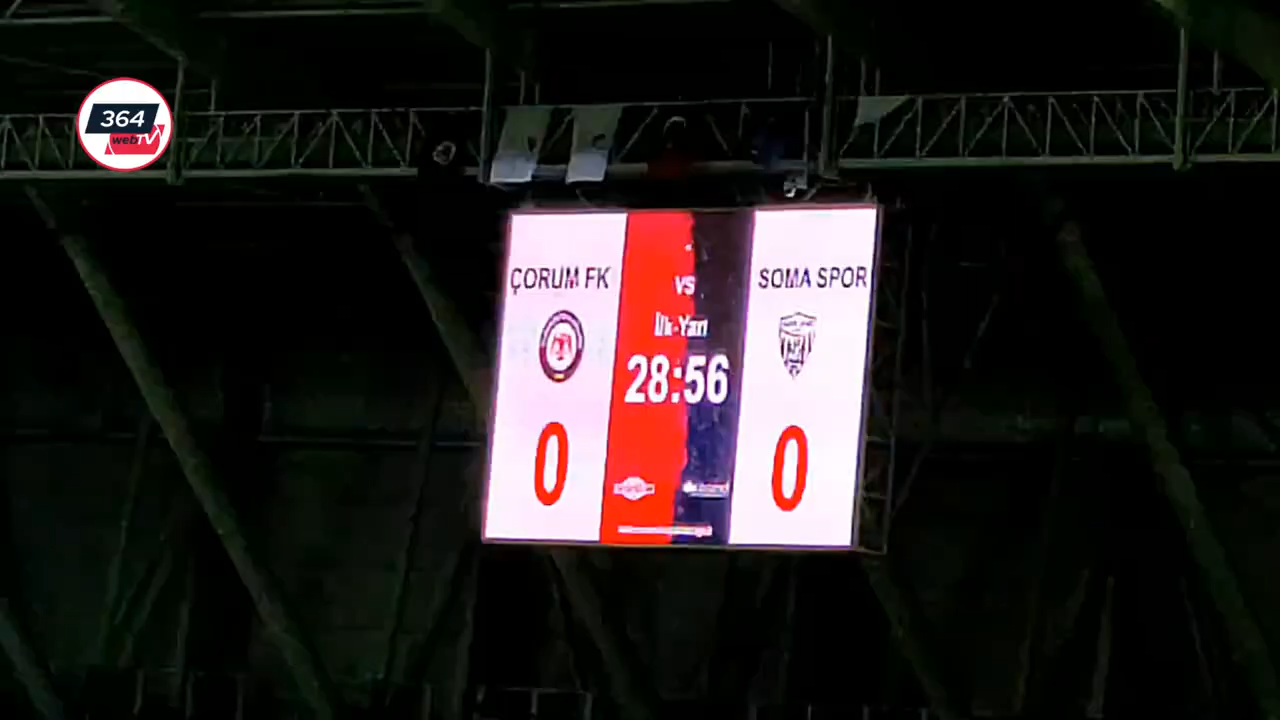 364
webTV
ÇORUM FK
VS
SOMA SPOR
İlk-Yarı
28:56
0
0